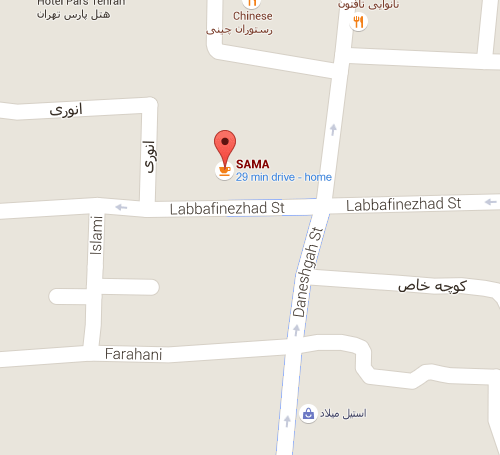 Hotel Pars Tehran
هتل پارس تهران
Chinese
رستوران چینی
نانوایی نافتون
انوری
انوری
SAMA
29 min drive - home
Labbafinezhad St
Labbafinezhad St
Islami
Daneshgah St
کوچه خاص
Farahani
استیل میلاد